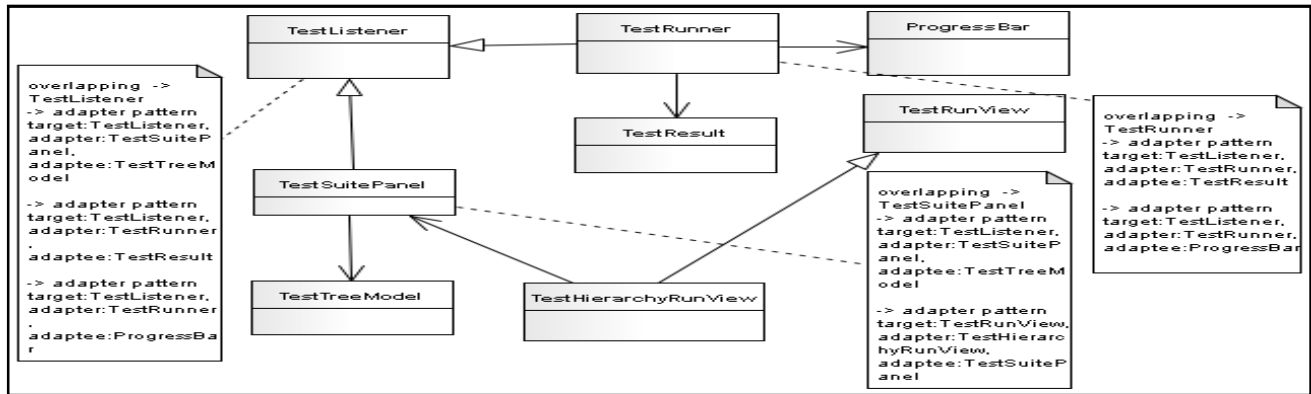 TestListener
TestRunner
ProgressBar
overlapping ->
TestListener
-> adapter pattern
target:TestListener,
adapter:TestSuiteP
anel,
adaptee:TestTreeM
odel
-> adapter pattern
target:TestListener,
adapter:TestRunner
,
adaptee:TestResult
-> adapter pattern
target:TestListener,
adapter:TestRunner
,
adaptee:ProgressBa
r
TestResult
TestRunView
overlapping ->
TestRunner
-> adapter pattern
target:TestListener,
adapter:TestRunner,
adaptee:TestResult
-> adapter pattern
target:TestListener,
adapter:TestRunner,
adaptee:ProgressBar
TestSuitePanel
overlapping ->
TestSuitePanel
-> adapter pattern
target:TestListener,
adapter:TestSuiteP
anel,
adaptee:TestTreeM
odel
-> adapter pattern
target:TestRunView,
adapter:TestHierarc
hyRunView,
adaptee:TestSuiteP
anel
TestTreeModel
TestHierarchyRunView